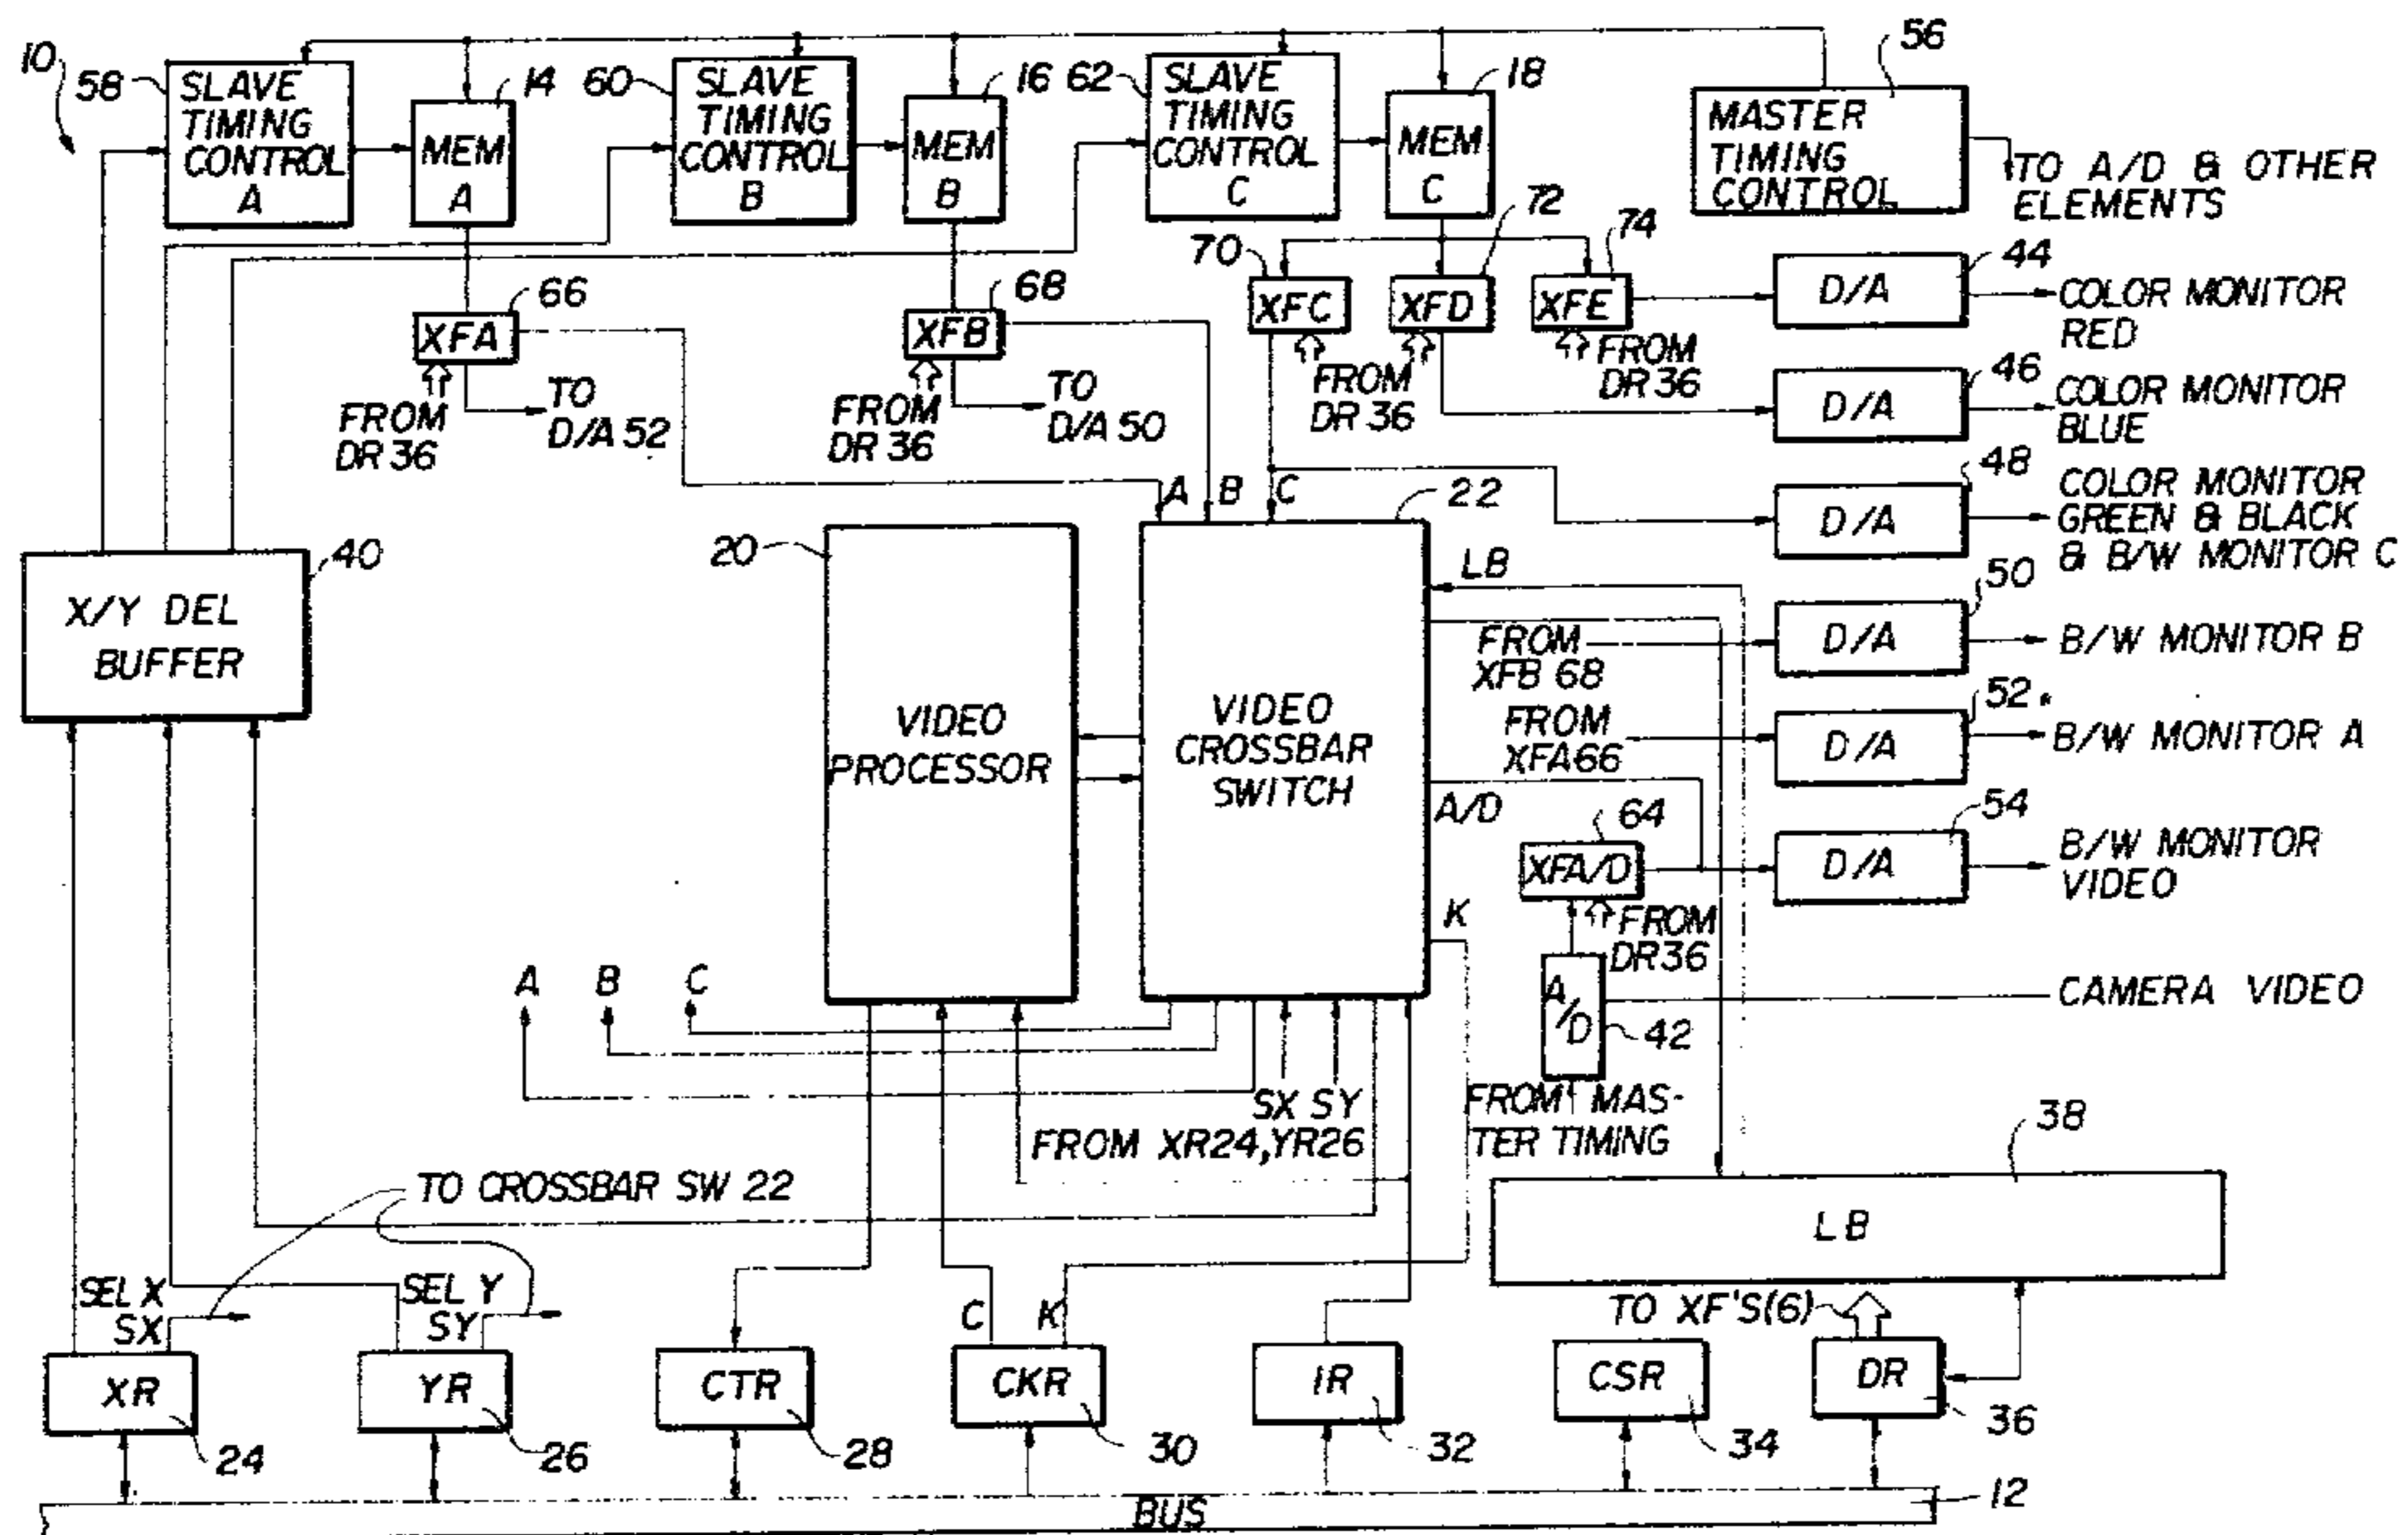 10
58
SLAVE
TIMING
CONTROL
A
14
MEM
A
60
SLAVE
TIMING
CONTROL
B
16
MEM
B
62
SLAVE
TIMING
CONTROL
C
18
MEM
C
56
MASTER
TIMING
CONTROL
TO A/D & OTHER
ELEMENTS
66
XFA
FROM
DR 36
TO
D/A 52
68
XFB
FROM
DR 36
TO
D/A 50
70
XFC
FROM
DR 36
72
XFD
74
XFE
FROM
DR 36
44
D/A
COLOR MONITOR
RED
46
D/A
COLOR MONITOR
BLUE
48
D/A
COLOR MONITOR
GREEN & BLACK
& B/W MONITOR C
50
D/A
B/W MONITOR B
FROM
XFB 68
52
D/A
B/W MONITOR A
FROM
XFA66
54
D/A
B/W MONITOR
VIDEO
40
X/Y DEL
BUFFER
20
VIDEO
PROCESSOR
A B C
22
VIDEO
CROSSBAR
SWITCH
LB
A/D
K
64
XFA/D
FROM
DR36
A/D
42
CAMERA VIDEO
FROM MAS-
TER TIMING
A B C
SX SY
FROM XR24,YR26
TO CROSSBAR SW 22
38
LB
SEL X
SX
SEL Y
SY
C K
TO XF'S(6)
XR
24
YR
26
CTR
28
CKR
30
IR
32
CSR
34
DR
36
BUS
12